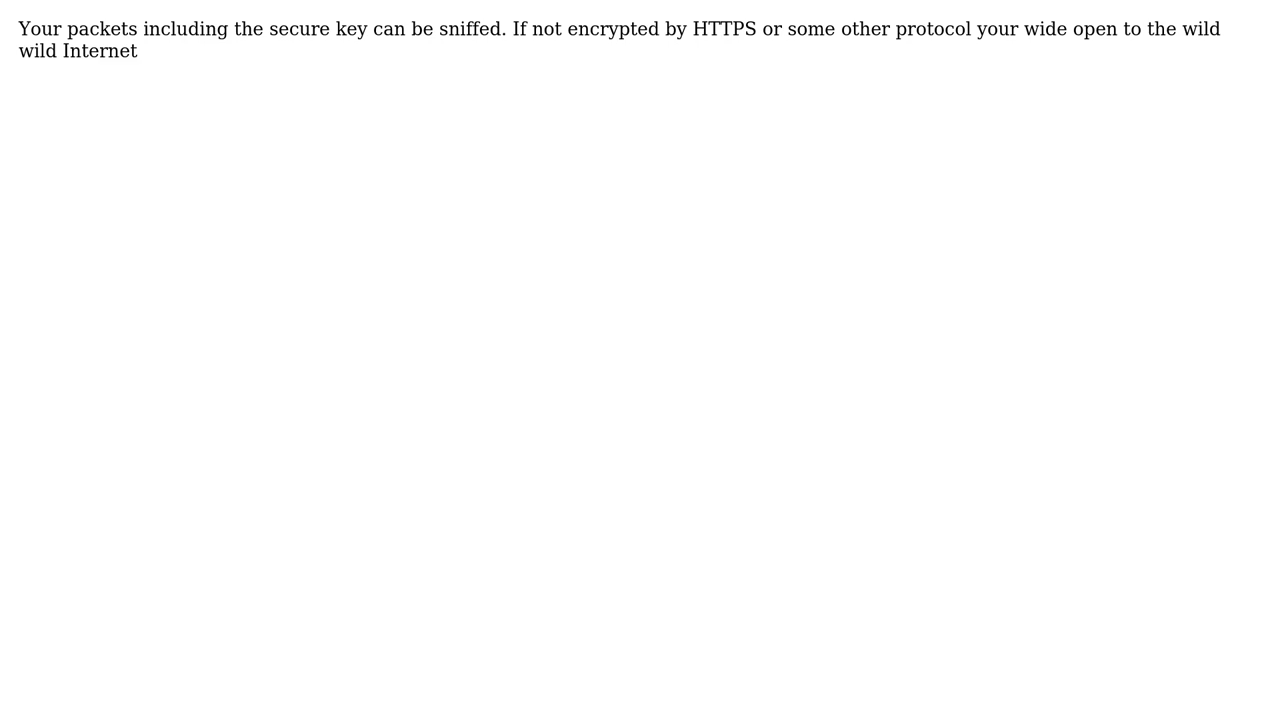 Your packets including the secure key can be sniffed. If not encrypted by HTTPS or some other protocol your wide open to the wild
wild Internet